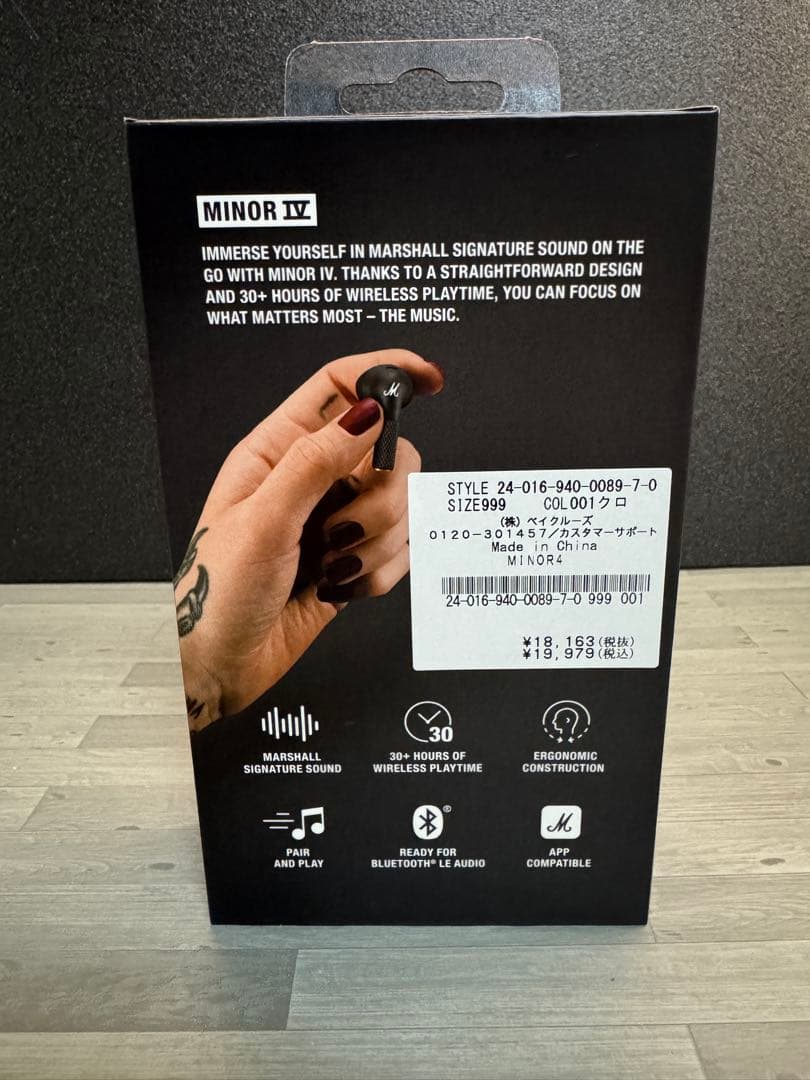 MINOR IV
IMMERSE YOURSELF IN MARSHALL SIGNATURE SOUND ON THE
GO WITH MINOR IV. THANKS TO A STRAIGHTFORWARD DESIGN
AND 30+ HOURS OF WIRELESS PLAYTIME, YOU CAN FOCUS ON
WHAT MATTERS MOST – THE MUSIC.
M
STYLE 24-016-940-0089-7-0
SIZE999 COL001クロ
(株) ベイクルーズ
0120-301457/カスタマーサポート
Made in China
MINOR4
24-016-940-0089-7-0 999 001
¥18,163(税抜)
¥19,979(税込)
MARSHALL
SIGNATURE SOUND
30
30+ HOURS OF
WIRELESS PLAYTIME
ERGONOMIC
CONSTRUCTION
PAIR
AND PLAY
®
READY FOR
BLUETOOTH® LE AUDIO
M
APP
COMPATIBLE